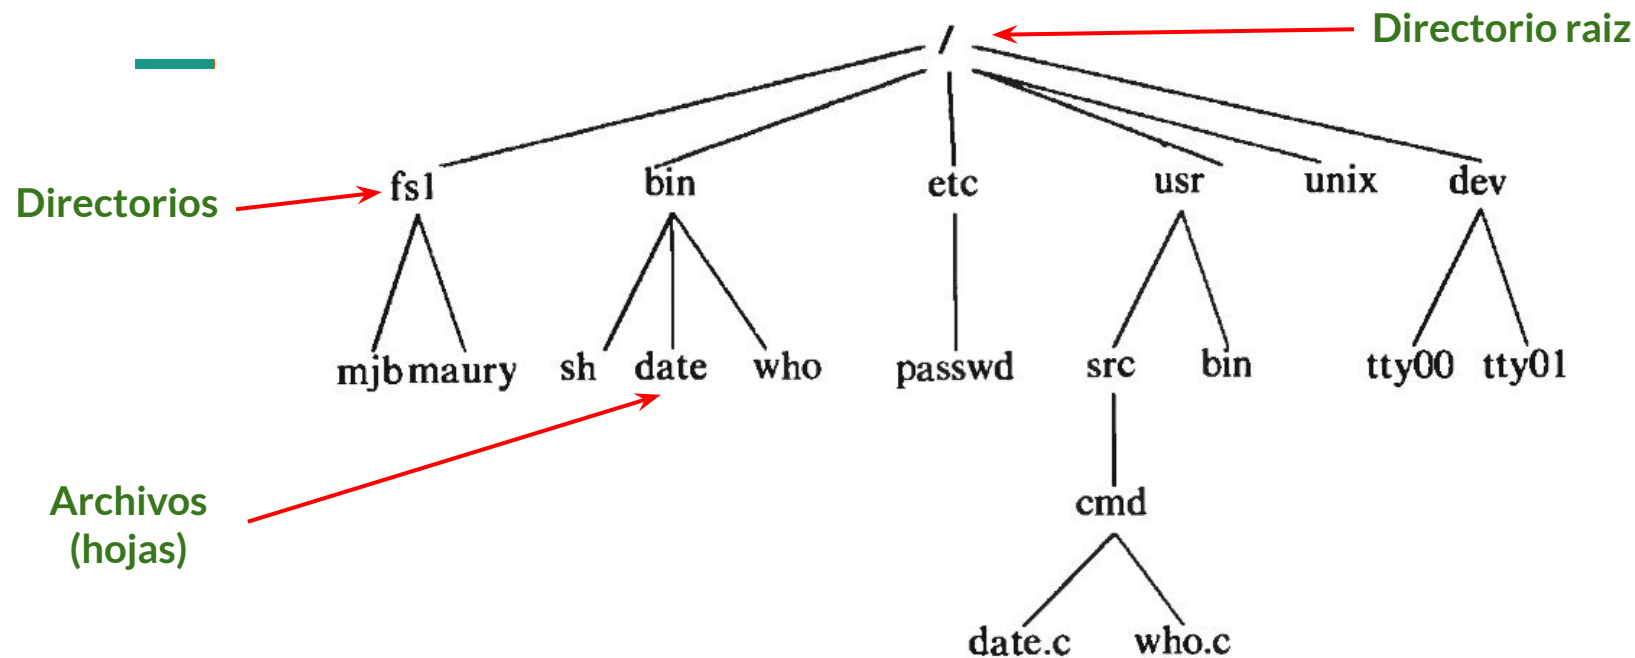 /
Directorio raiz
Directorios
fs1 bin etc usr unix dev
mjb maury sh date who passwd src bin tty00 tty01
Archivos
(hojas)
cmd
date.c who.c